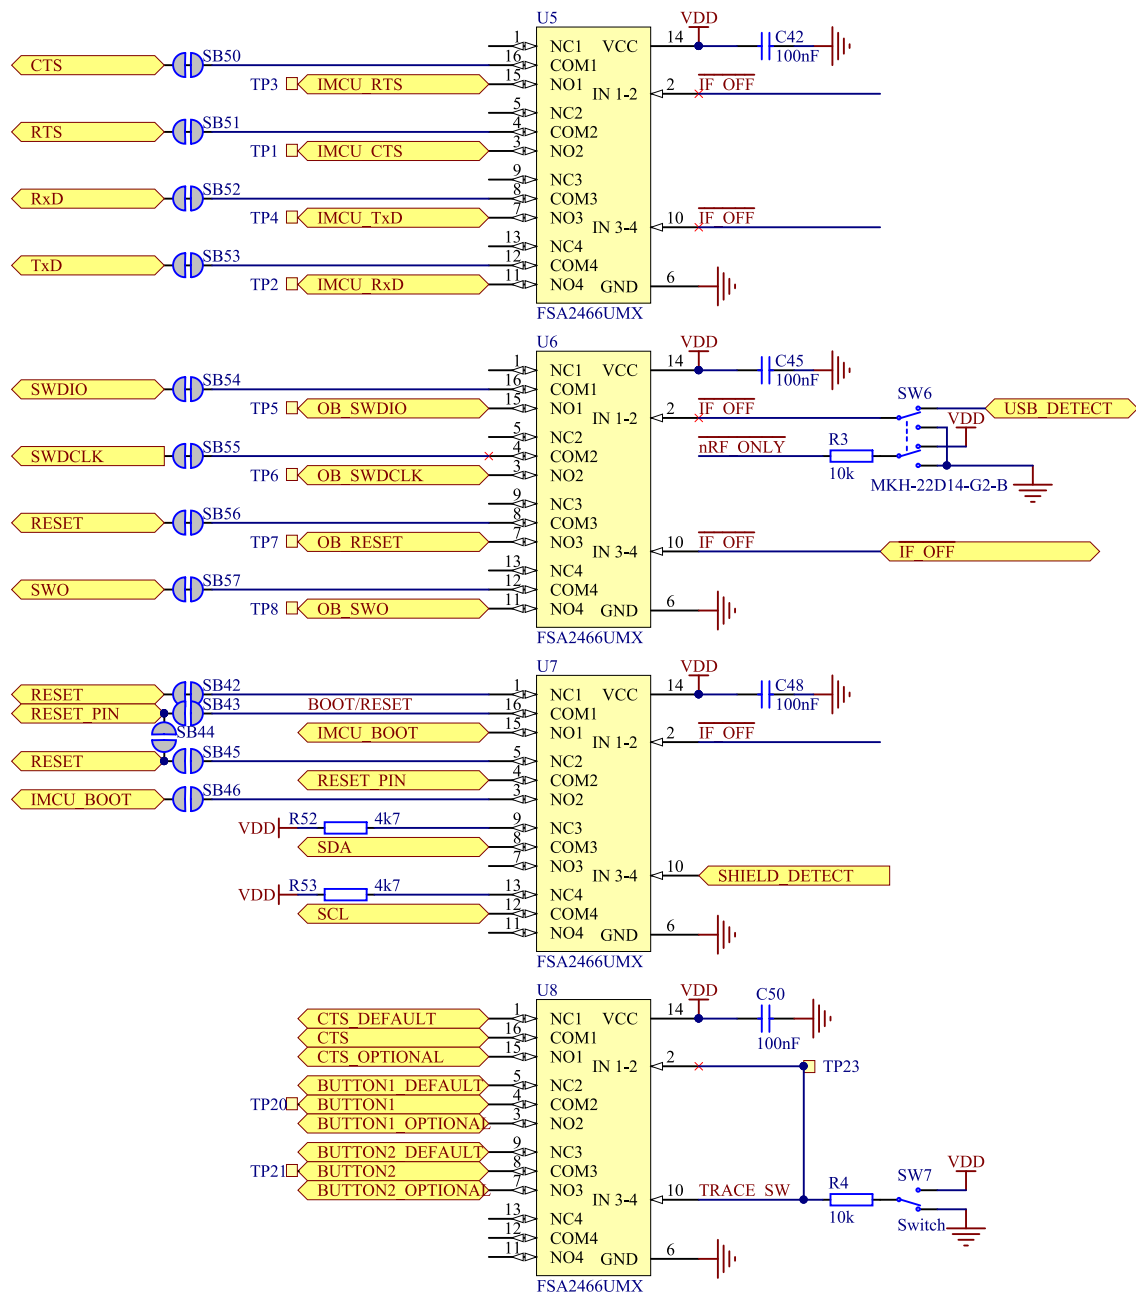 U5
CTS
SB50
TP3
IMCU_RTS
1
16
15
NC1
COM1
NO1
VCC
14
VDD
C42
100nF
IN 1-2
2
IF_OFF
RTS
SB51
TP1
IMCU_CTS
5
4
3
NC2
COM2
NO2
RxD
SB52
TP4
IMCU_TxD
9
8
7
NC3
COM3
NO3
IN 3-4
10
IF_OFF
TxD
SB53
TP2
IMCU_RxD
13
12
11
NC4
COM4
NO4
GND
6
FSA2466UMX
U6
SWDIO
SB54
TP5
OB_SWDIO
1
16
15
NC1
COM1
NO1
VCC
14
VDD
C45
100nF
IN 1-2
2
IF_OFF
SW6
USB_DETECT
VDD
nRF_ONLY
R3
10k
MKH-22D14-G2-B
SWDCLK
SB55
TP6
OB_SWDCLK
5
4
3
NC2
COM2
NO2
RESET
SB56
TP7
OB_RESET
9
8
7
NC3
COM3
NO3
IN 3-4
10
IF_OFF
IF_OFF
SWO
SB57
TP8
OB_SWO
13
12
11
NC4
COM4
NO4
GND
6
FSA2466UMX
U7
RESET
SB42
RESET_PIN
SB43
BOOT/RESET
SB44
IMCU_BOOT
1
16
15
NC1
COM1
NO1
VCC
14
VDD
C48
100nF
IN 1-2
2
IF_OFF
RESET
SB45
RESET_PIN
IMCU_BOOT
SB46
5
4
3
NC2
COM2
NO2
VDD
R52
4k7
SDA
9
8
7
NC3
COM3
NO3
IN 3-4
10
SHIELD_DETECT
VDD
R53
4k7
SCL
13
12
11
NC4
COM4
NO4
GND
6
FSA2466UMX
U8
CTS_DEFAULT
CTS
CTS_OPTIONAL
1
16
15
NC1
COM1
NO1
VCC
14
VDD
C50
100nF
IN 1-2
2
TP23
BUTTON1_DEFAULT
TP20
BUTTON1
BUTTON1_OPTIONAL
5
4
3
NC2
COM2
NO2
BUTTON2_DEFAULT
TP21
BUTTON2
BUTTON2_OPTIONAL
9
8
7
NC3
COM3
NO3
IN 3-4
10
TRACE_SW
R4
10k
SW7
VDD
Switch
13
12
11
NC4
COM4
NO4
GND
6
FSA2466UMX